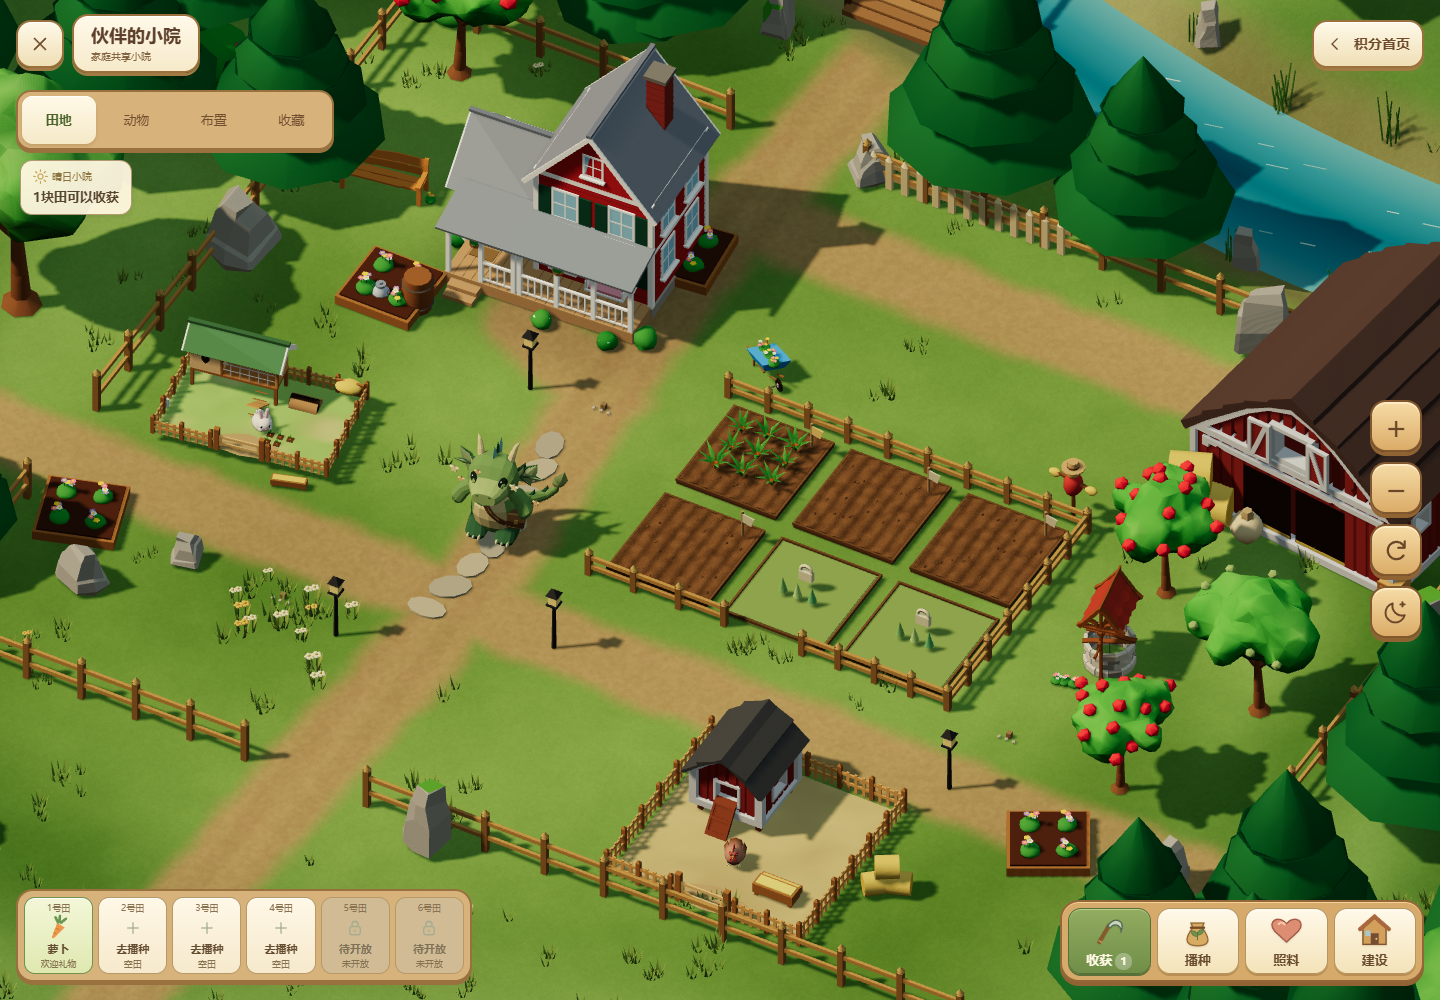 伙伴的小院
家庭共享小院
积分首页
田地
动物
布置
收藏
晴日小院
1块田可以收获
1号田
萝卜
欢迎礼物
2号田
去播种
空田
3号田
去播种
空田
4号田
去播种
空田
5号田
待开放
未开放
6号田
待开放
未开放
收获 1
播种
照料
建设